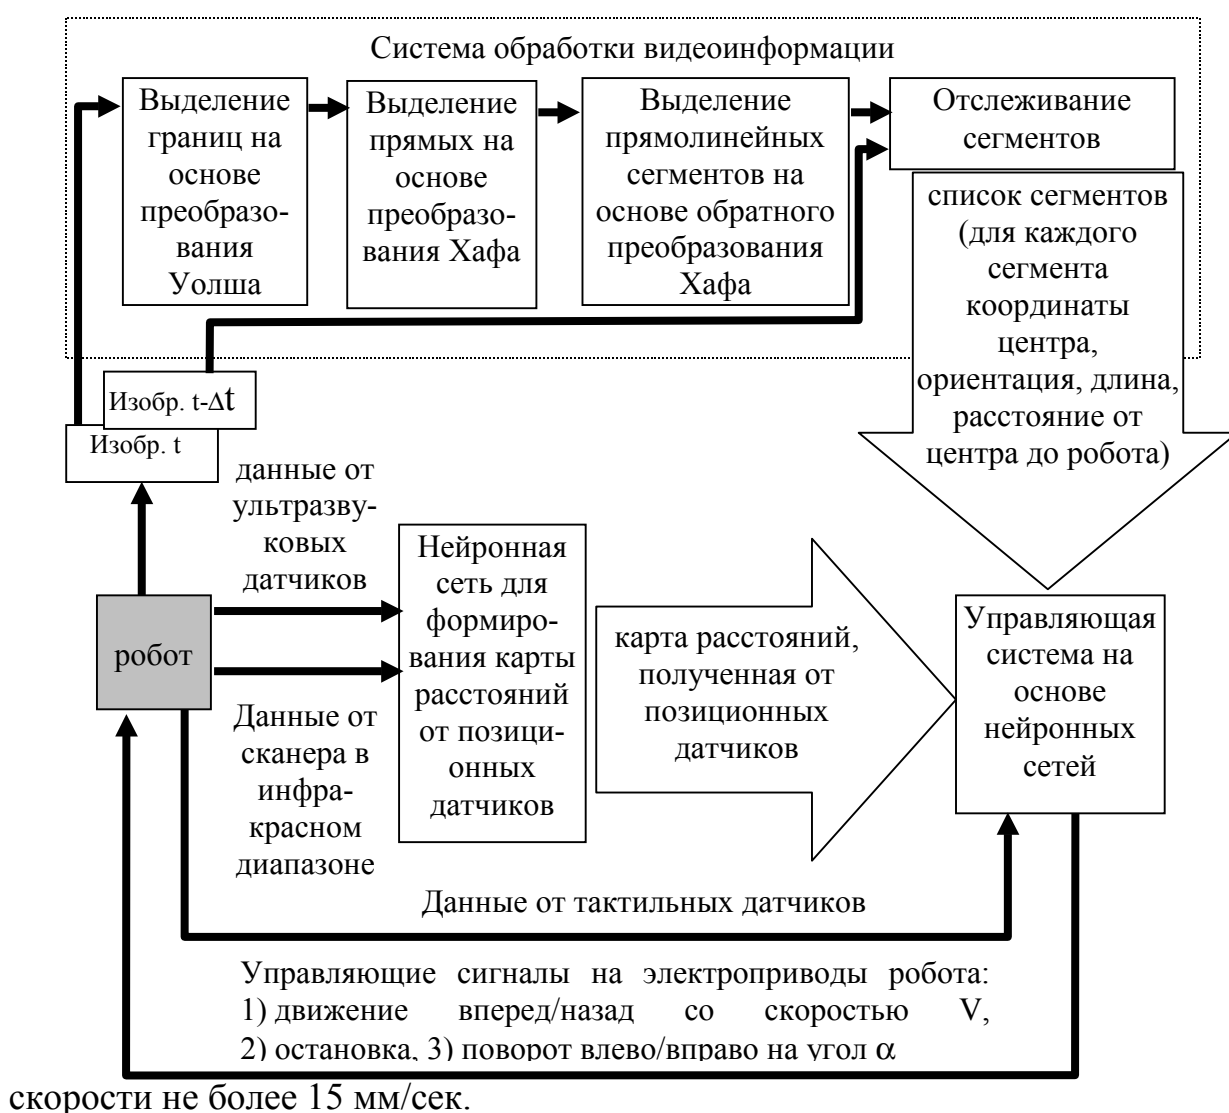 Система обработки видеоинформации
Выделение
границ на
основе
преобразо-
вания
Уолша
Выделение
прямых на
основе
преобразо-
вания Хафа
Выделение
прямолинейных
сегментов на
основе обратного
преобразования
Хафа
Отслеживание
сегментов
список сегментов
(для каждого
сегмента
координаты
центра,
ориентация, длина,
расстояние от
центра до робота)
Изобр. t-Δt
Изобр. t
данные от
ультразву-
ковых
датчиков
робот
Данные от
сканера в
инфра-
красном
диапазоне
Нейронная
сеть для
формиро-
вания карты
расстояний
от позици-
онных
датчиков
карта расстояний,
полученная от
позиционных
датчиков
Управляющая
система на
основе
нейронных
сетей
Данные от тактильных датчиков
Управляющие сигналы на электроприводы робота:
1) движение вперед/назад со скоростью V,
2) остановка, 3) поворот влево/вправо на угол α
скорости не более 15 мм/сек.